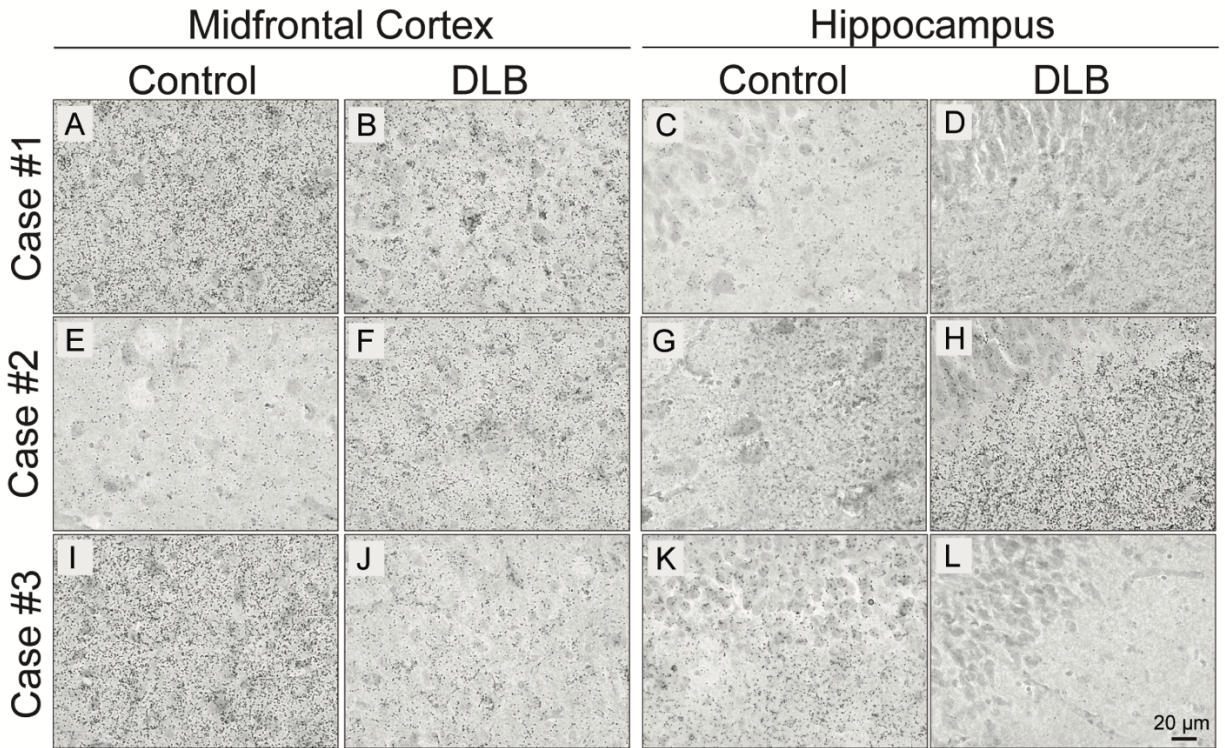 Midfrontal Cortex
Hippocampus
Control
DLB
Control
DLB
Case #1
A
B
C
D
Case #2
E
F
G
H
Case #3
I
J
K
L
20 µm